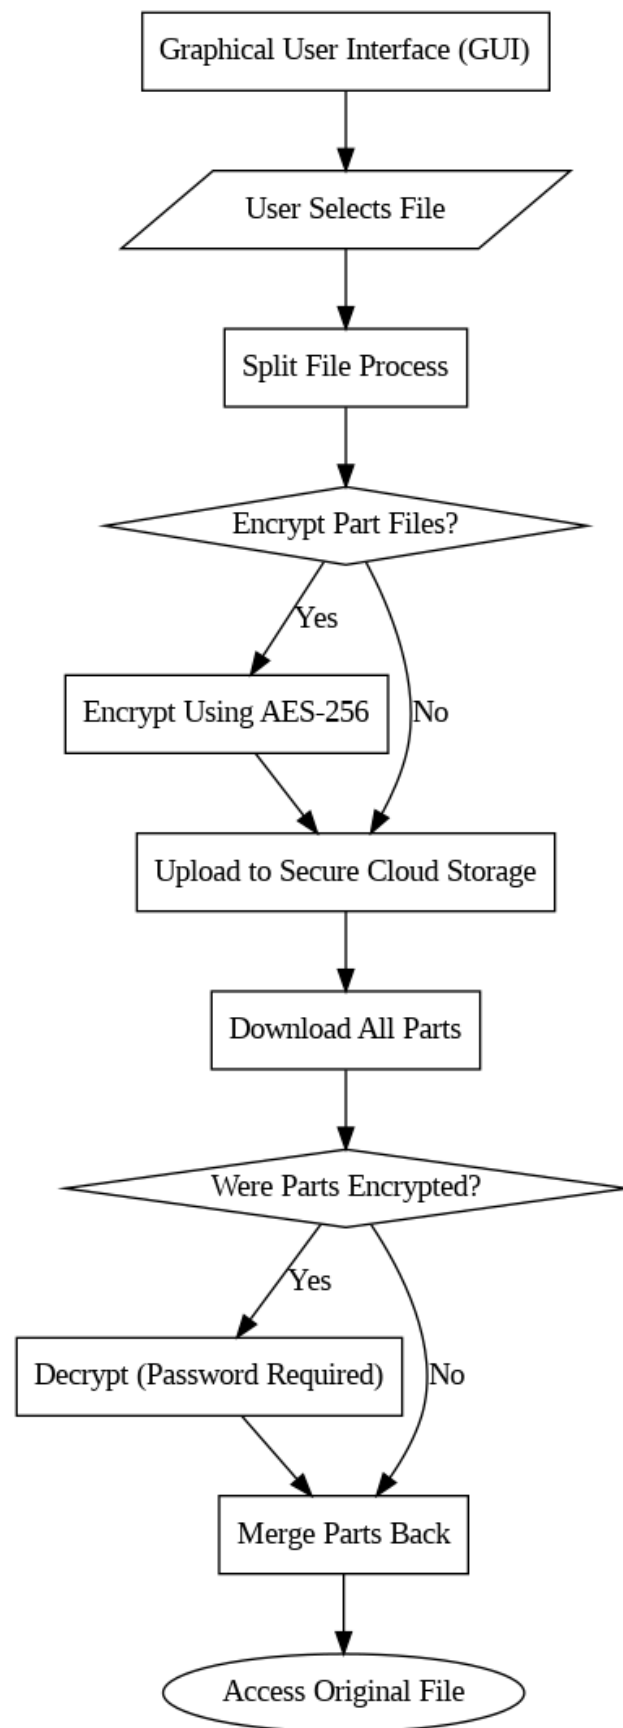 Graphical User Interface (GUI)
User Selects File
Split File Process
Encrypt Part Files?
Yes
Encrypt Using AES-256
No
Upload to Secure Cloud Storage
Download All Parts
Were Parts Encrypted?
Yes
Decrypt (Password Required)
No
Merge Parts Back
Access Original File